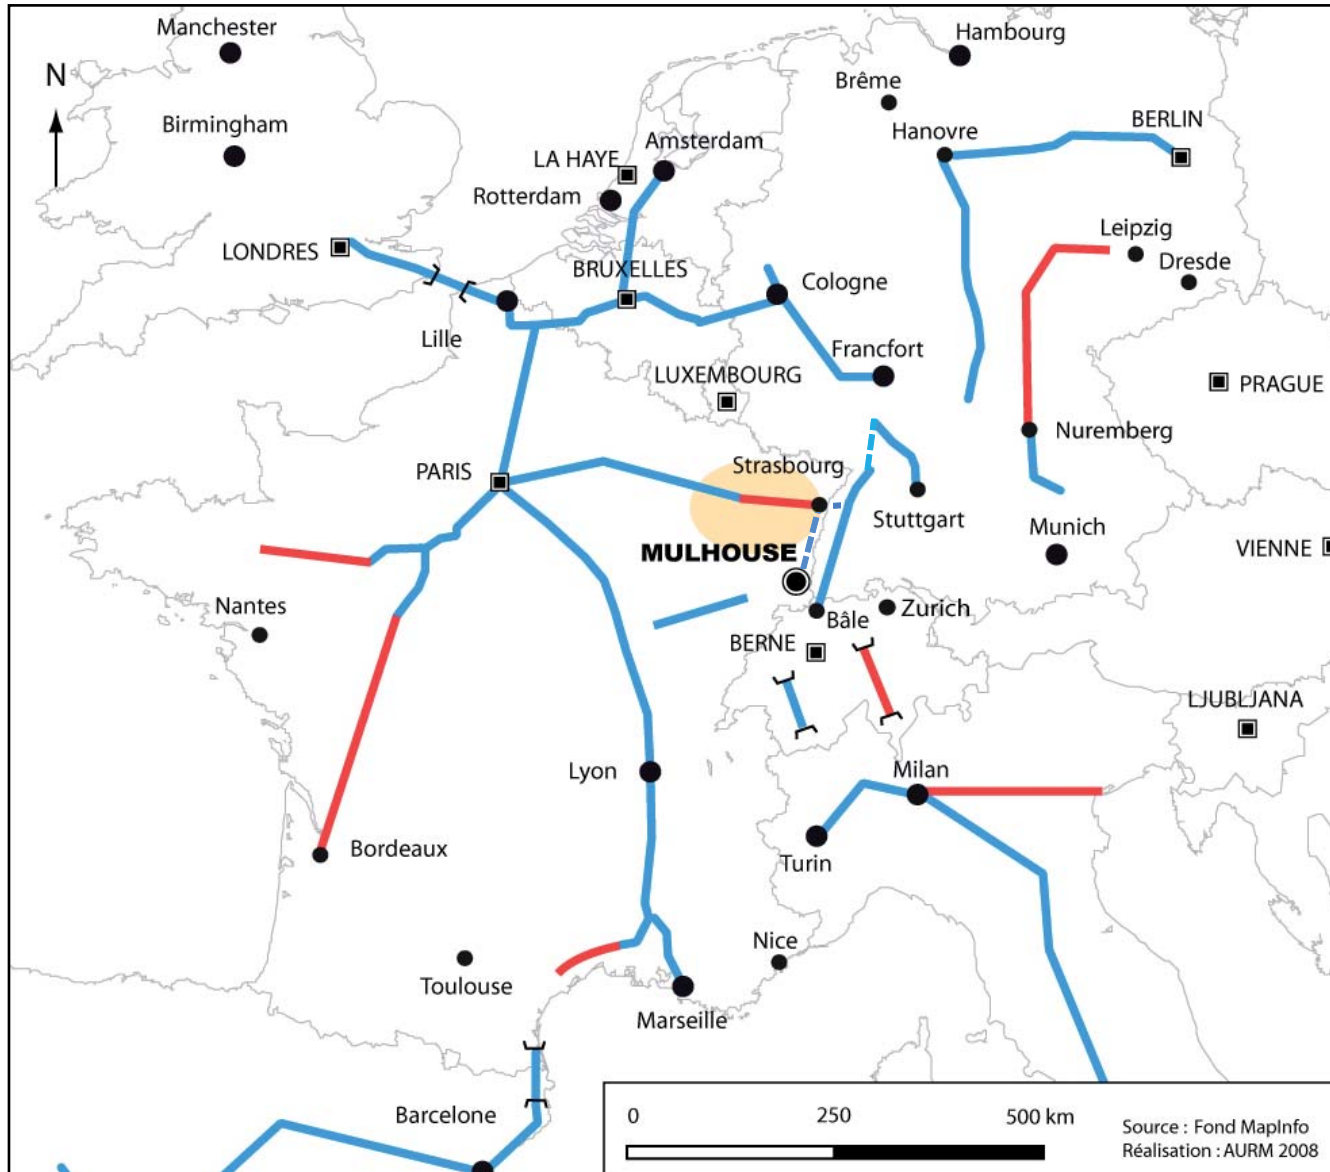 Manchester
Hambourg
N
Brême
Birmingham
BERLIN
Hanovre
Amsterdam
LA HAYE
Rotterdam
Leipzig
LONDRES
Dresde
BRUXELLES
Cologne
Lille
Francfort
LUXEMBOURG
PRAGUE
Nuremberg
Strasbourg
PARIS
Stuttgart
Munich
MULHOUSE
VIENNE
Nantes
Zurich
Bâle
BERNE
LJUBLJANA
Lyon
Milan
Bordeaux
Turin
Nice
Toulouse
Marseille
Barcelone
0 250 500 km
Source : Fond MapInfo
Réalisation : AURM 2008